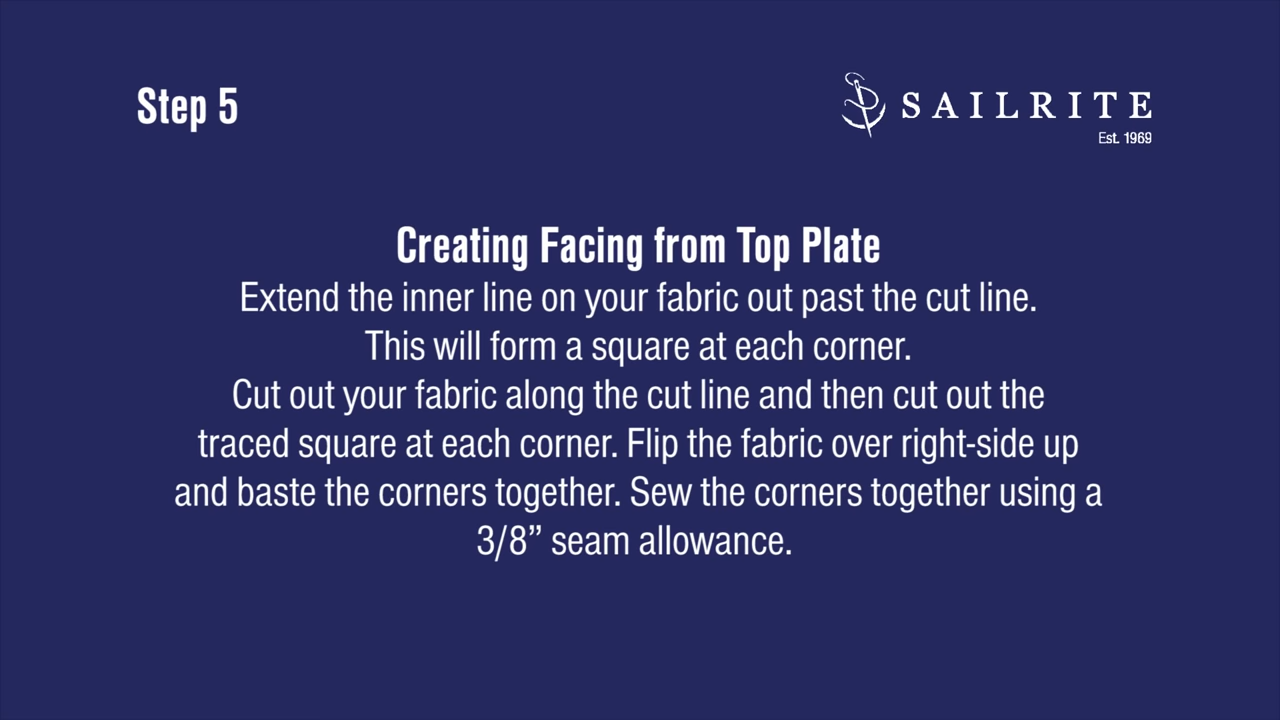 Step 5
SAILRITE
Est. 1969
Creating Facing from Top Plate
Extend the inner line on your fabric out past the cut line.
This will form a square at each corner.
Cut out your fabric along the cut line and then cut out the
traced square at each corner. Flip the fabric over right-side up
and baste the corners together. Sew the corners together using a
3/8” seam allowance.